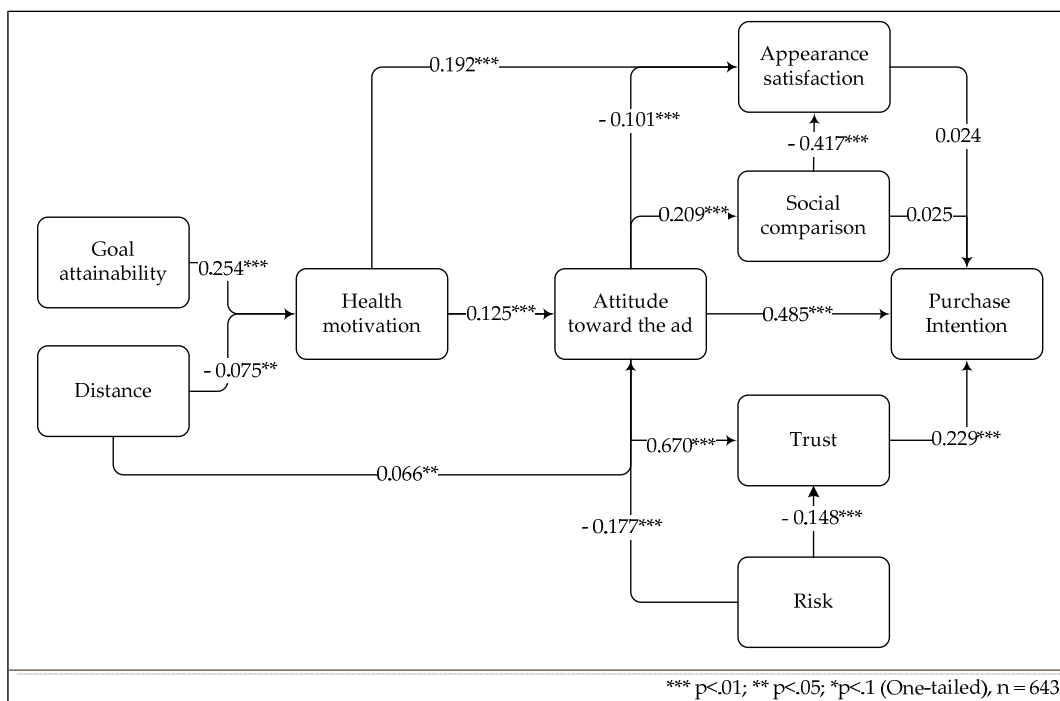 0.192***
Appearance
satisfaction
- 0.101***
0.024
- 0.417***
0.209***
Social
comparison
0.025
Goal
attainability
0.254***
Health
motivation
0.125***
Attitude
toward the ad
0.485***
Purchase
Intention
- 0.075**
Distance
0.066**
0.670***
Trust
0.229***
- 0.177***
- 0.148***
Risk
*** p<.01; ** p<.05; *p<.1 (One-tailed), n = 643